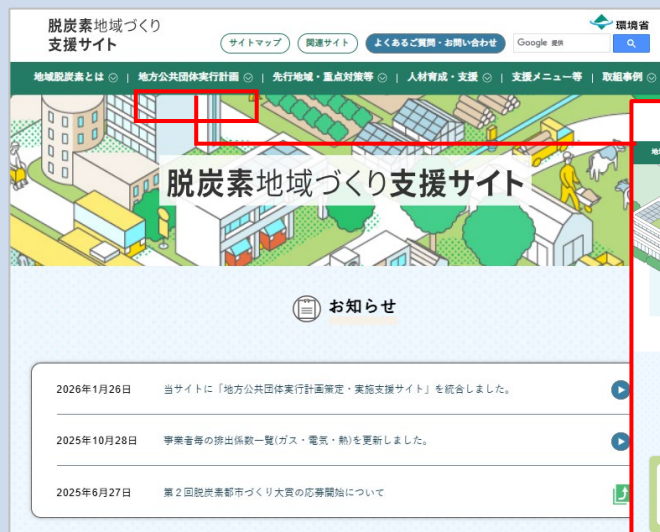 脱炭素地域づくり
支援サイト
サイトマップ
関連サイト
よくあるご質問・お問い合わせ
Google 提供
環境省
地域脱炭素とは | 地方公共団体実行計画 | 先行地域・重点対策等 | 人材育成・支援 | 支援メニュー等 | 取組事例
脱炭素地域づくり支援サイト
お知らせ
2026年1月26日 当サイトに「地方公共団体実行計画策定・実施支援サイト」を統合しました。
2025年10月28日 事業者毎の排出係数一覧(ガス・電気・熱)を更新しました。
2025年6月27日 第2回脱炭素都市づくり大賞の応募開始について